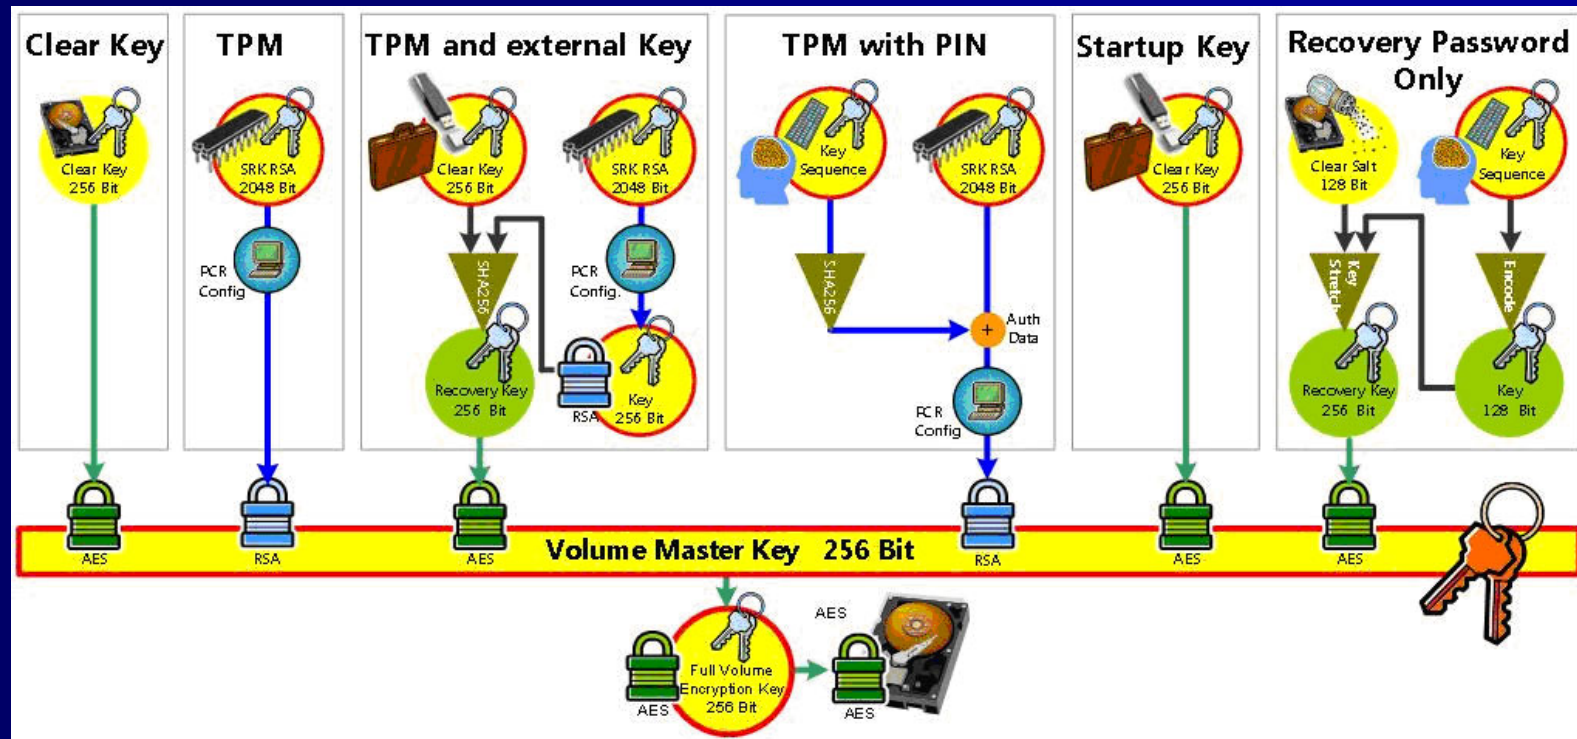 Clear Key
TPM
TPM and external Key
TPM with PIN
Startup Key
Recovery Password
Only
Clear Key
256 Bit
SRK RSA
2048 Bit
PCR
Config
Clear Key
256 Bit
SRK RSA
2048 Bit
SHA256
PCR
Config.
Recovery Key
256 Bit
RSA
Key
256 Bit
Key
Sequence
SRK RSA
2048 Bit
SHA256
Auth
Data
PCR
Config
Clear Key
256 Bit
Clear Salt
128 Bit
Key
Sequence
Key
Stretch
Encode
Recovery Key
256 Bit
Key
128 Bit
AES
RSA
AES
Volume Master Key 256 Bit
RSA
AES
AES
AES
Full Volume
Encryption Key
256 Bit
AES
AES